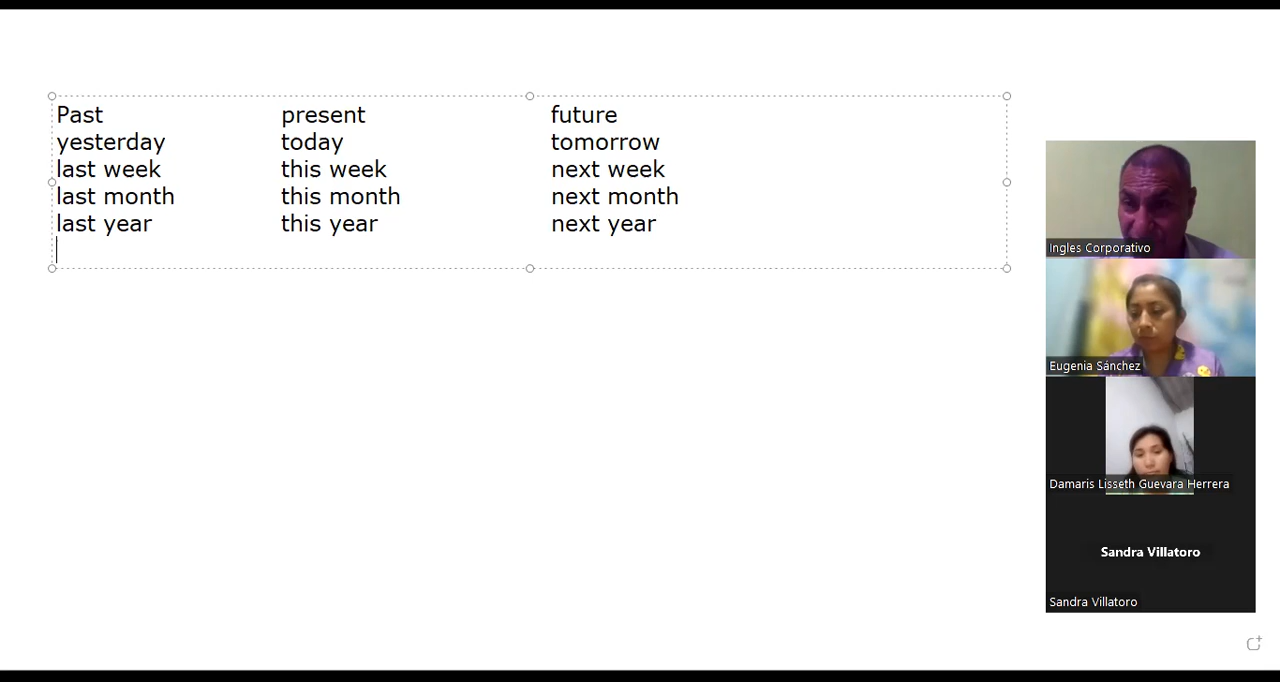 Past present future
yesterday today tomorrow
last week this week next week
last month this month next month
last year this year next year
Ingles Corporativo
Eugenia Sánchez
Damaris Lisseth Guevara Herrera
Sandra Villatoro
Sandra Villatoro